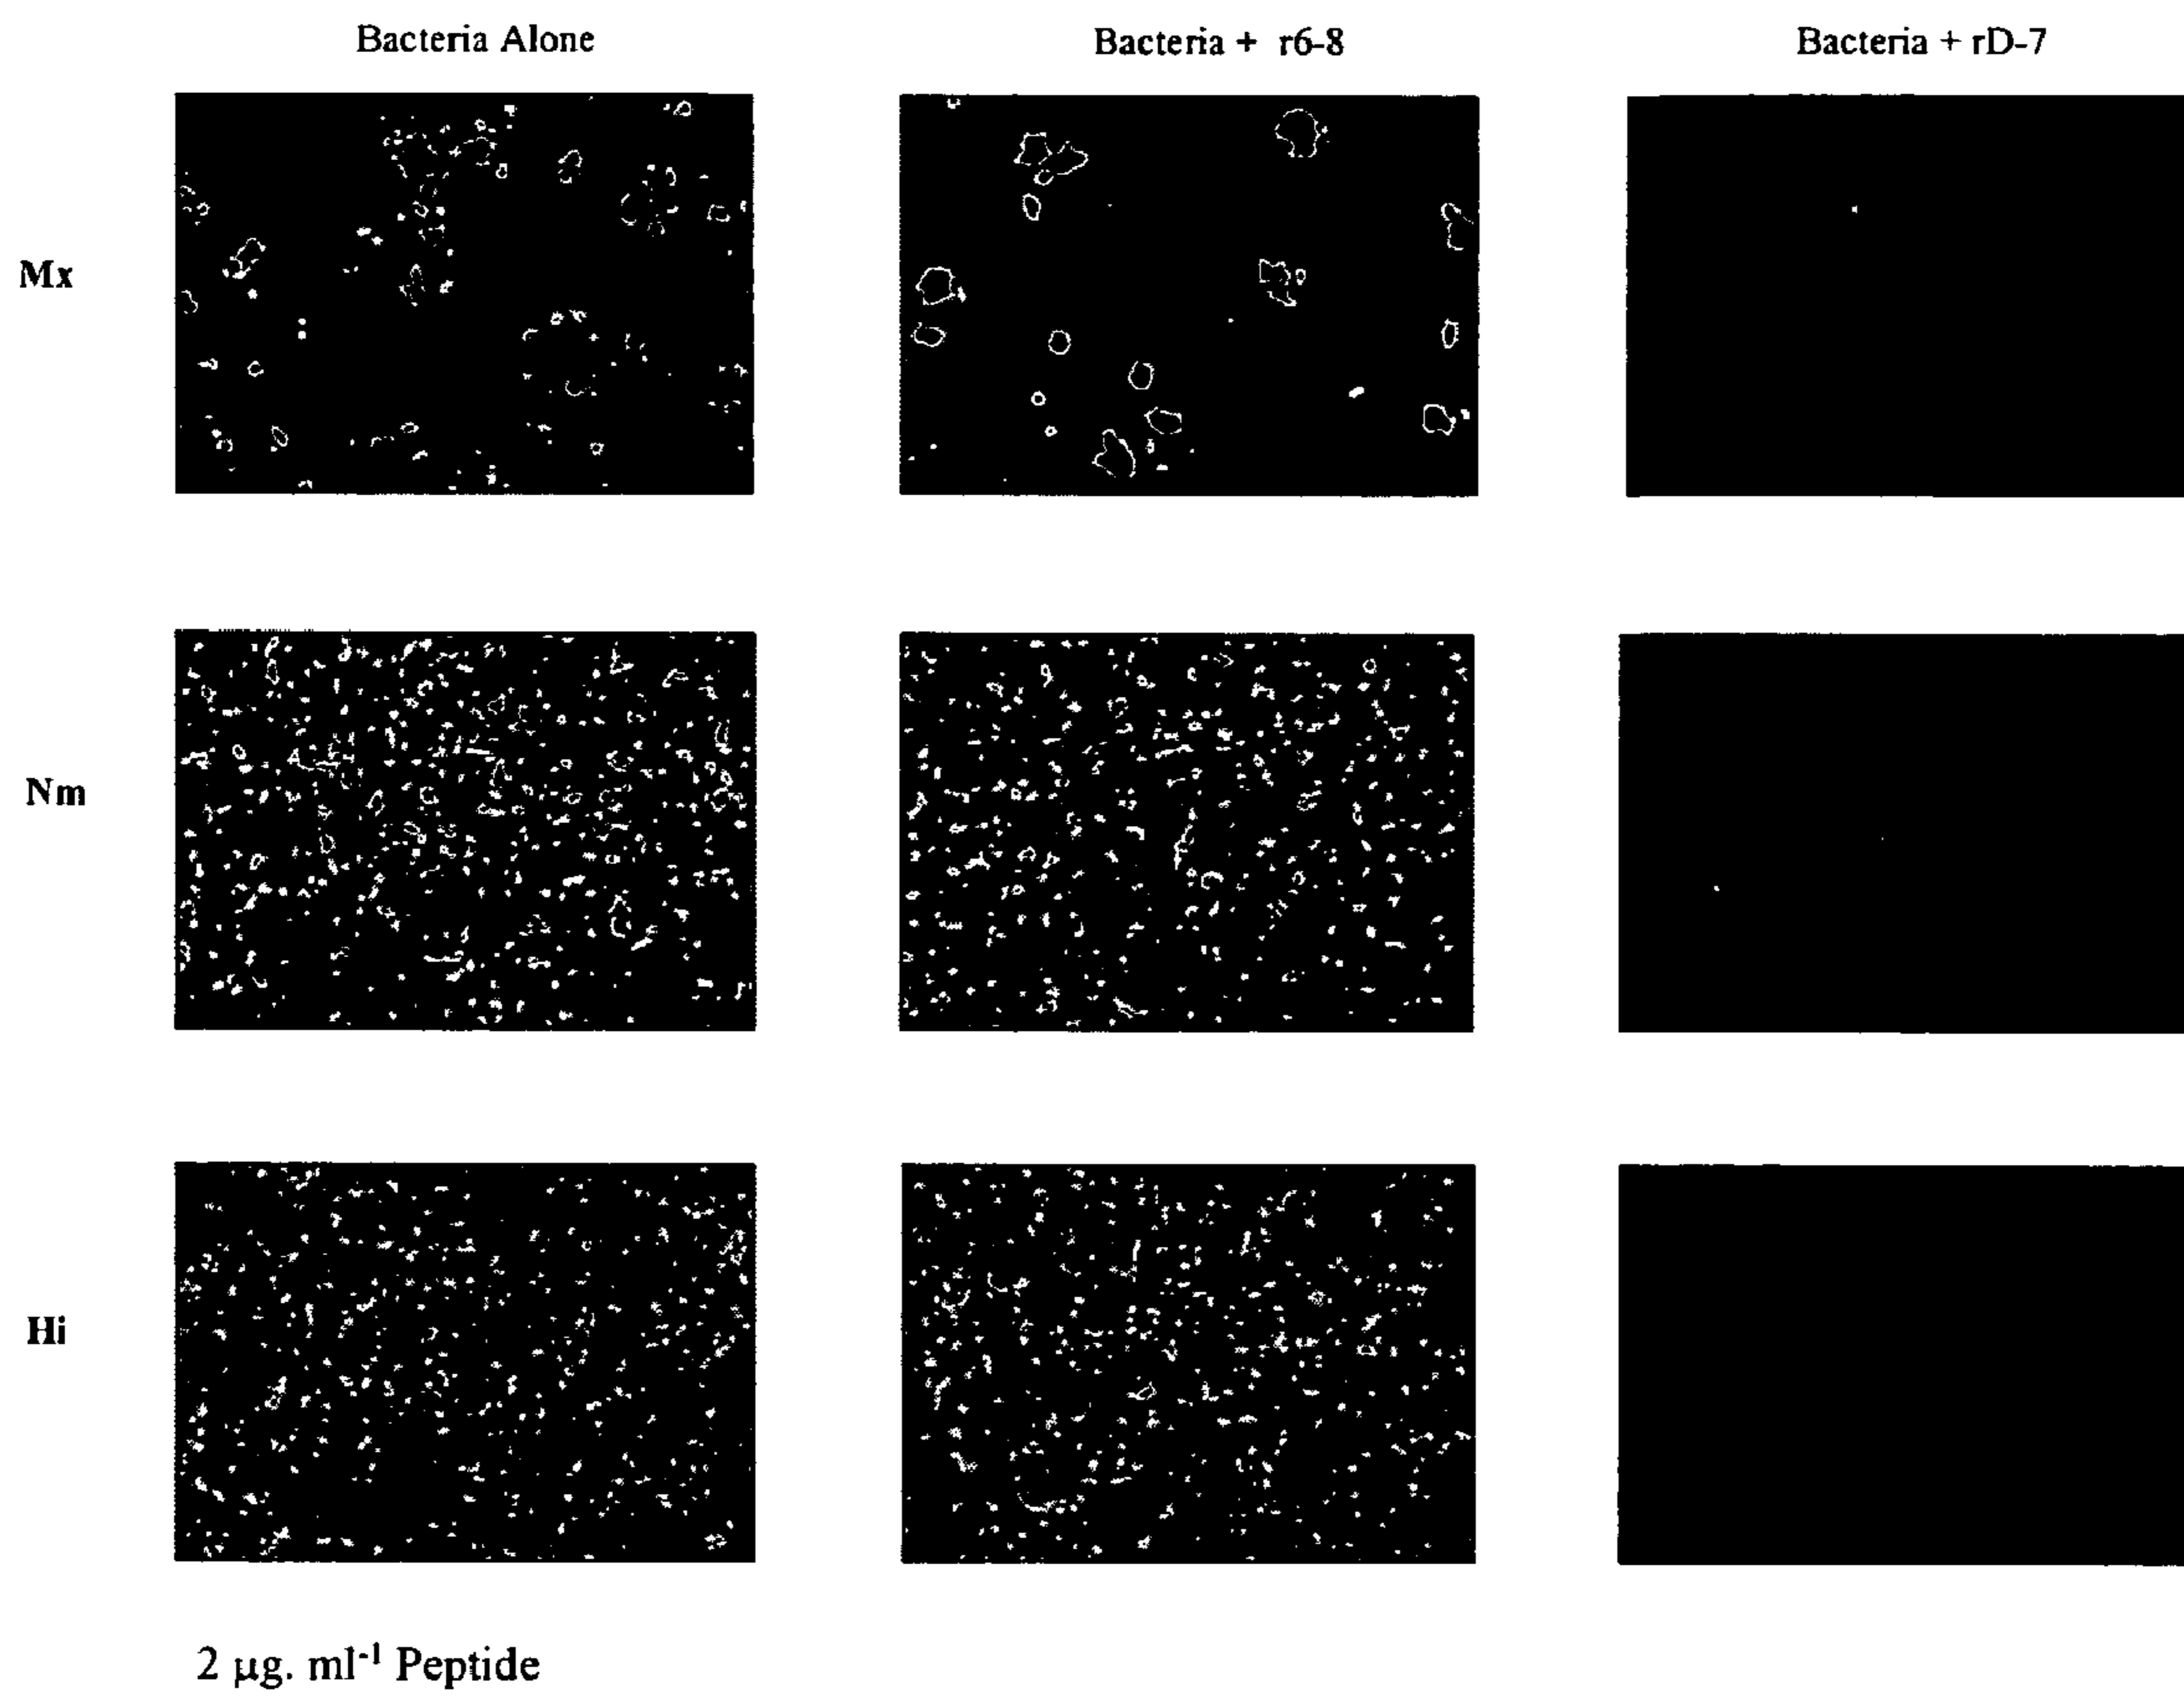 Bacteria Alone
Bacteria + r6-8
Bacteria + rD-7
Mx
Nm
Hi
2 µg. ml⁻¹ Peptide